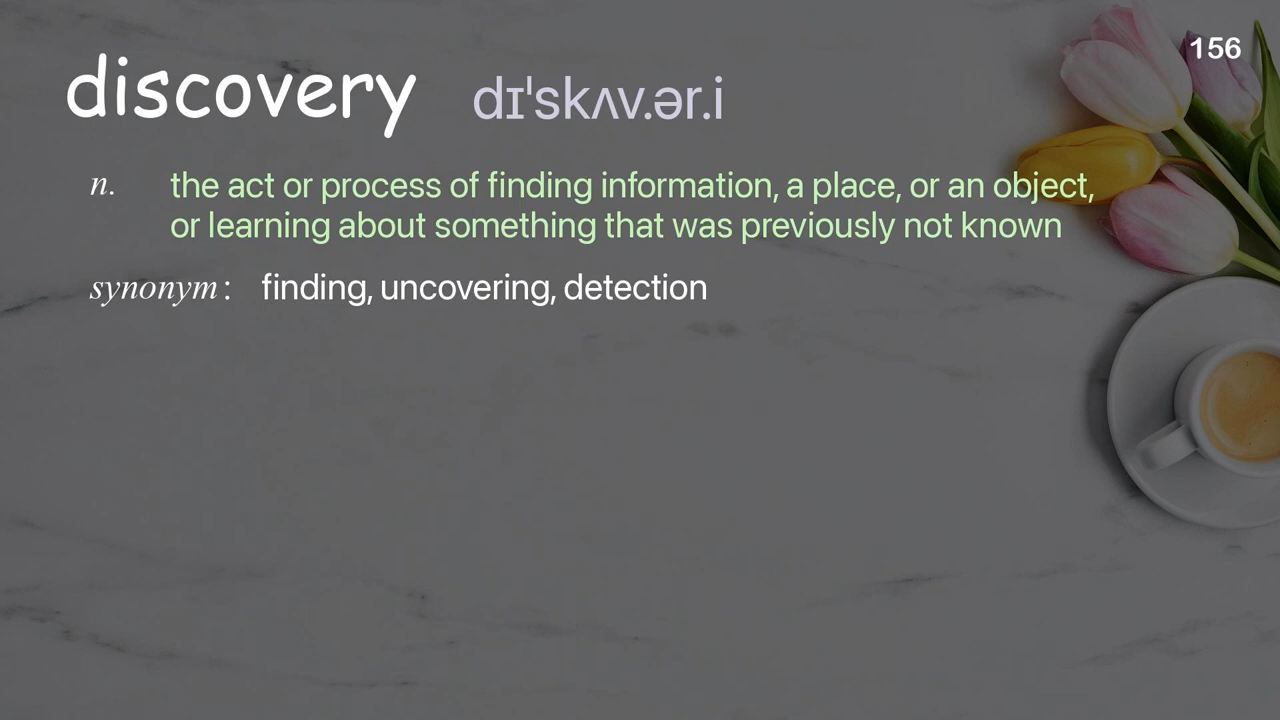 156
discovery dɪˈskʌv.ər.i
n. the act or process of finding information, a place, or an object,
or learning about something that was previously not known
synonym: finding, uncovering, detection